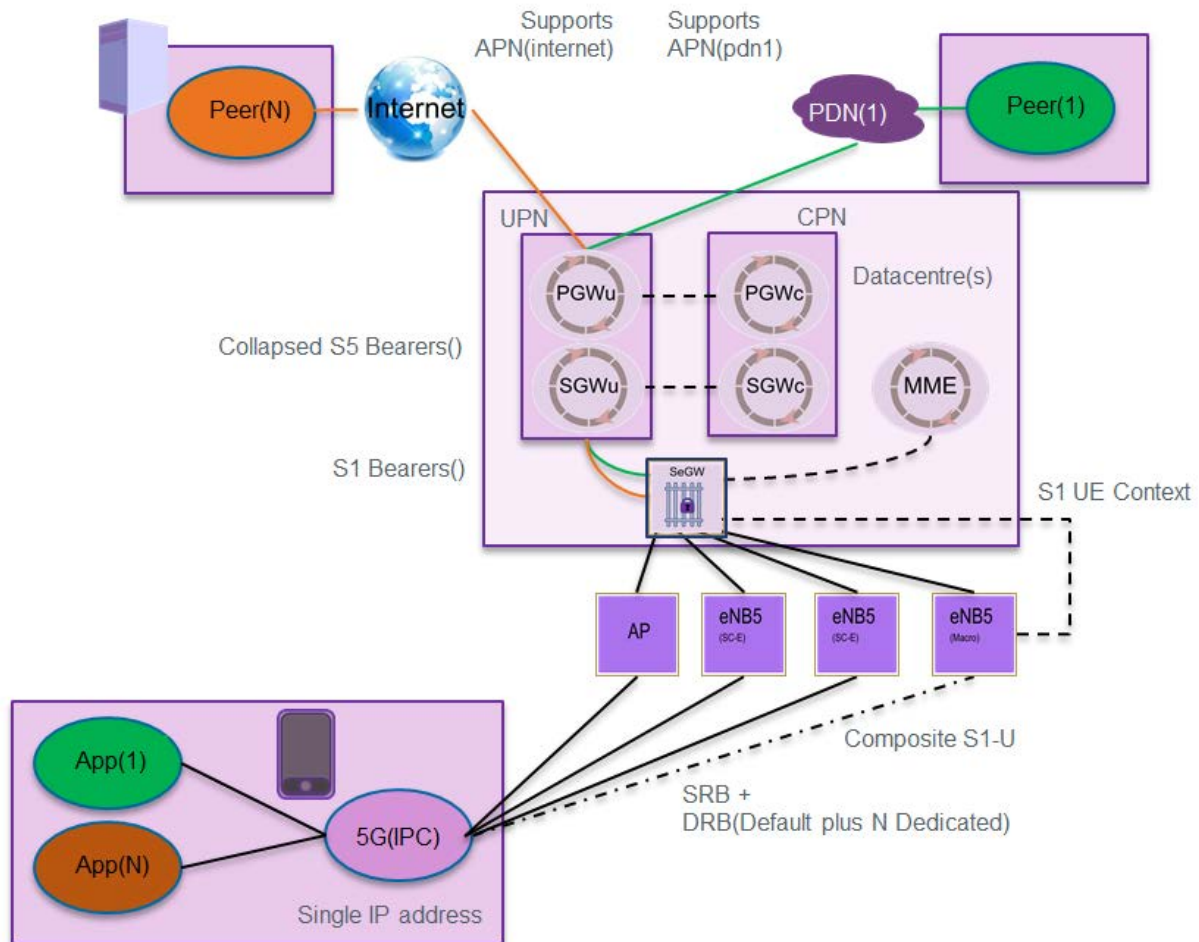 Supports
APN(internet)
Supports
APN(pdn1)
Peer(N)
Internet
PDN(1)
Peer(1)
UPN
CPN
PGWu
PGWc
Datacentre(s)
Collapsed S5 Bearers()
SGWu
SGWc
MME
S1 Bearers()
SeGW
S1 UE Context
AP
eNB5
(SC-E)
eNB5
(SC-E)
eNB5
(Macro)
Composite S1-U
App(1)
SRB +
DRB(Default plus N Dedicated)
5G(IPC)
App(N)
Single IP address